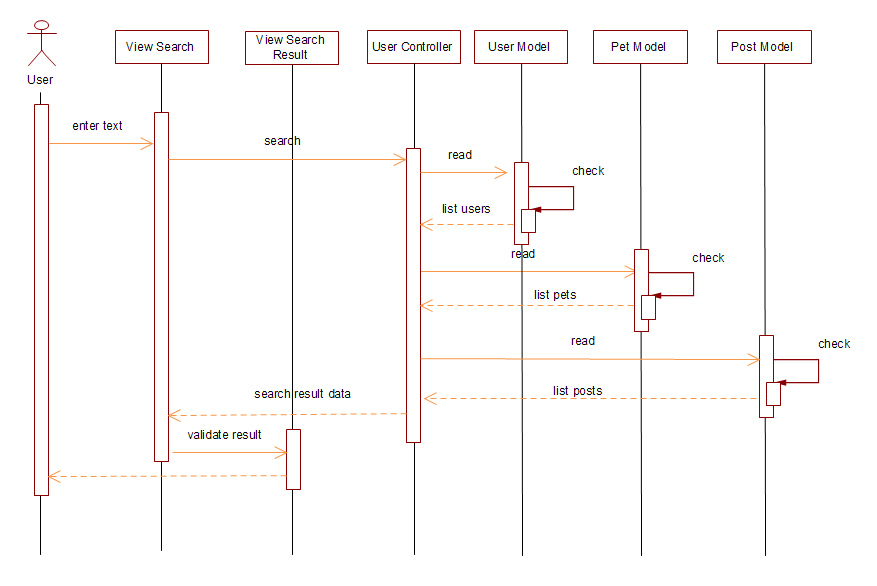 User
View Search
View Search
Result
User Controller
User Model
Pet Model
Post Model
enter text
search
read
check
list users
read
check
list pets
read
check
list posts
search result data
validate result